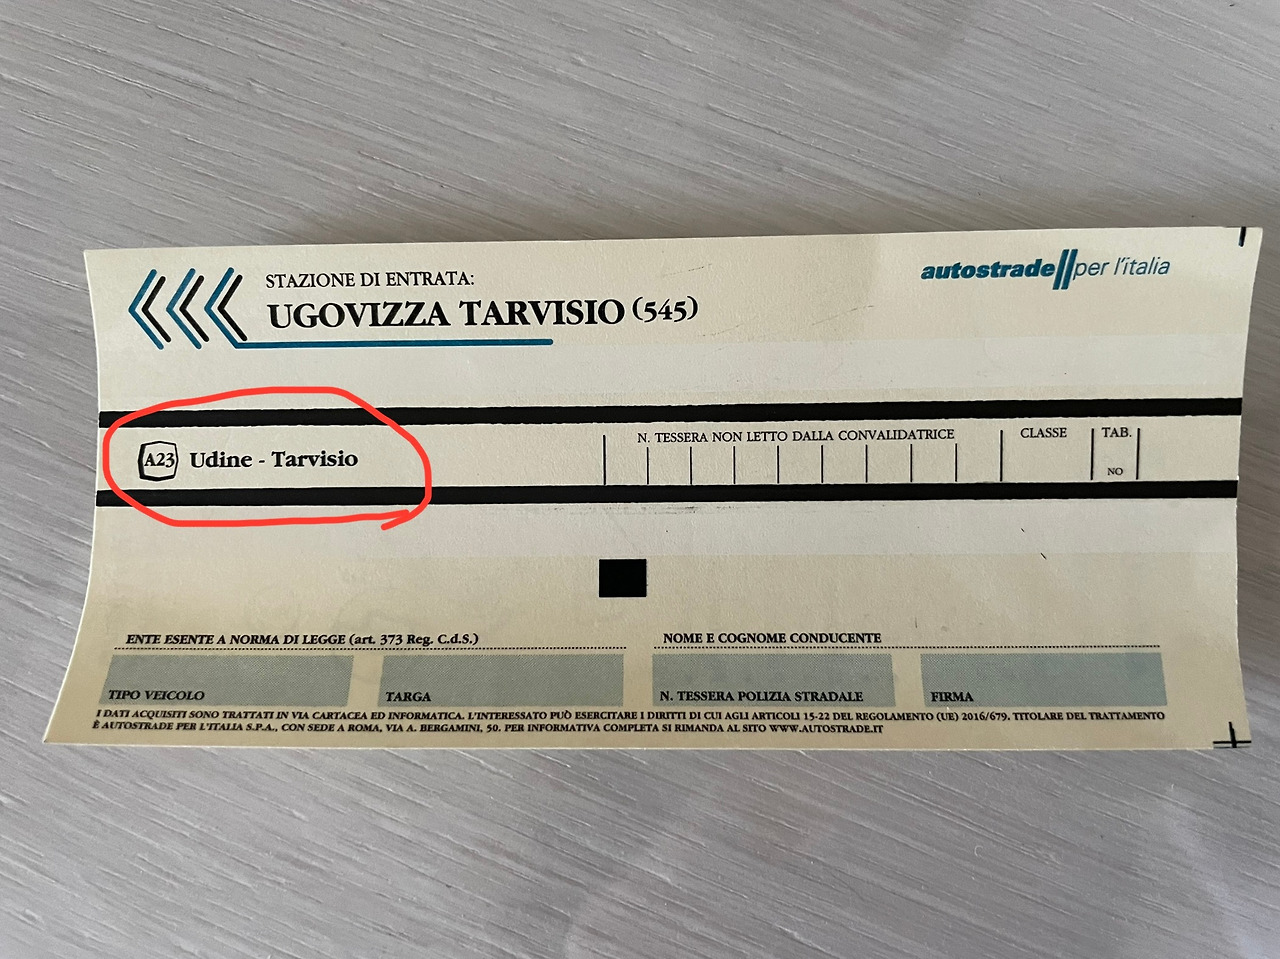 STAZIONE DI ENTRATA:
UGOVIZZA TARVISIO (545)
autostrade per l'italia
A23 Udine - Tarvisio
N. TESSERA NON LETTO DALLA CONVALIDATRICE
CLASSE
TAB.
NO
ENTE ESENTE A NORMA DI LEGGE (art. 373 Reg. C.d.S.)
NOME E COGNOME CONDUCENTE
TIPO VEICOLO
TARGA
N. TESSERA POLIZIA STRADALE
FIRMA
I DATI ACQUISITI SONO TRATTATI IN VIA CARTACEA ED INFORMATICA. L'INTERESSATO PUÒ ESERCITARE I DIRITTI DI CUI AGLI ARTICOLI 15-22 DEL REGOLAMENTO (UE) 2016/679. TITOLARE DEL TRATTAMENTO
È AUTOSTRADE PER L'ITALIA S.P.A., CON SEDE A ROMA, VIA A. BERGAMINI, 50. PER INFORMATIVA COMPLETA SI RIMANDA AL SITO WWW.AUTOSTRADE.IT